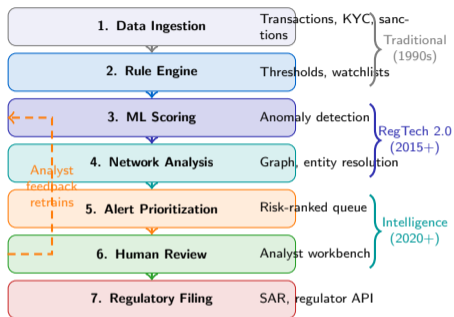 1. Data Ingestion
Transactions, KYC, sanc-
tions
Traditional
(1990s)
2. Rule Engine
Thresholds, watchlists
3. ML Scoring
Anomaly detection
RegTech 2.0
(2015+)
4. Network Analysis
Graph, entity resolution
Analyst
feedback
retrains
5. Alert Prioritization
Risk-ranked queue
Intelligence
(2020+)
6. Human Review
Analyst workbench
7. Regulatory Filing
SAR, regulator API